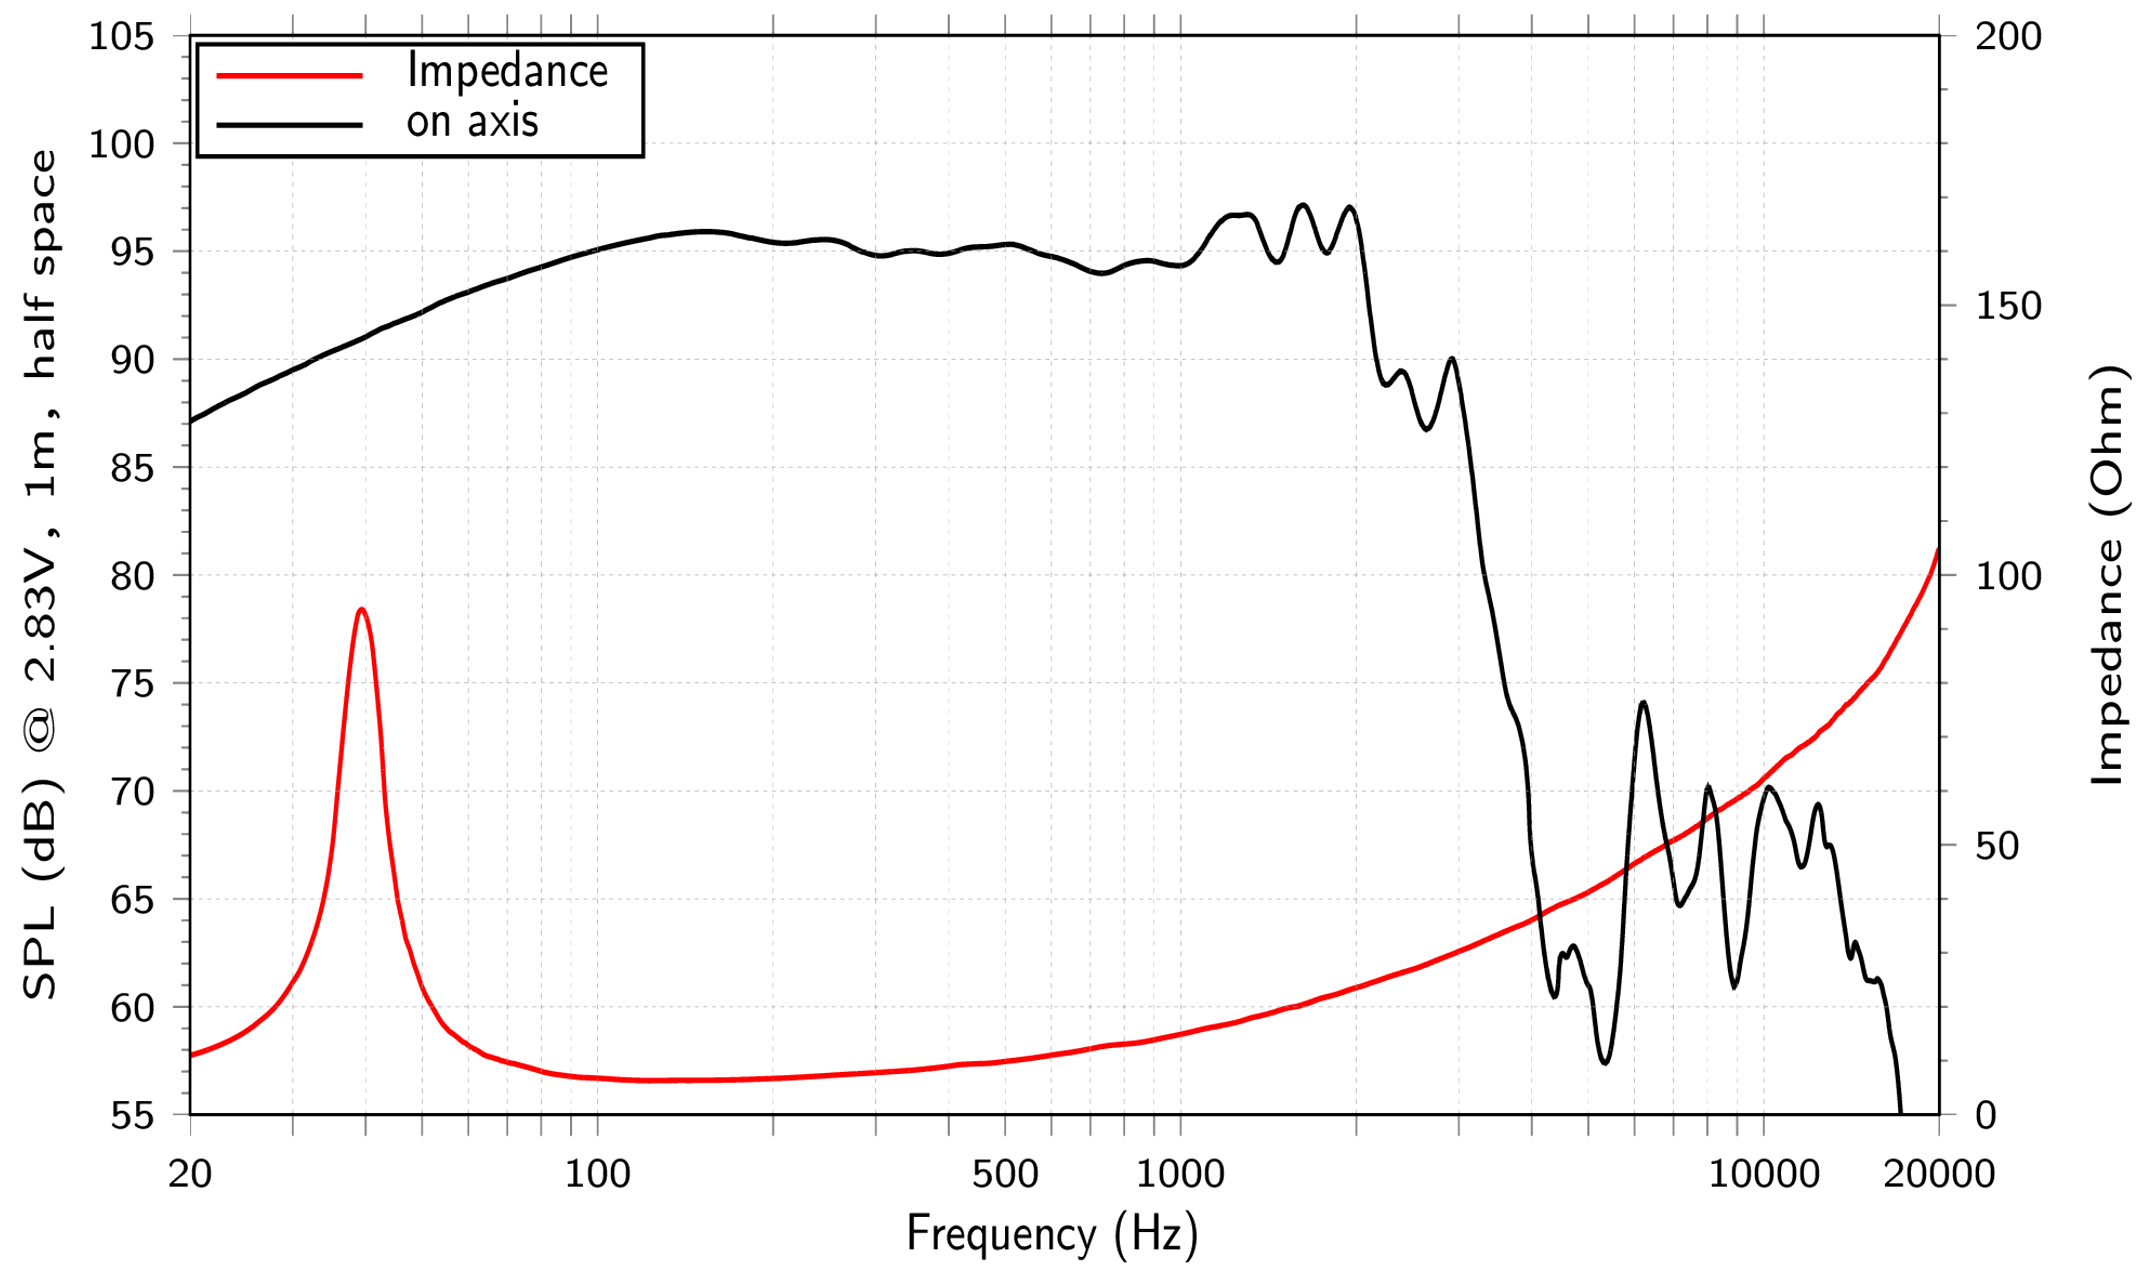 105
100
95
90
85
80
75
70
65
60
55
SPL (dB) @ 2.83V, 1m, half space
Impedance
on axis
200
150
100
50
0
Impedance (Ohm)
20 100 500 1000 10000 20000
Frequency (Hz)